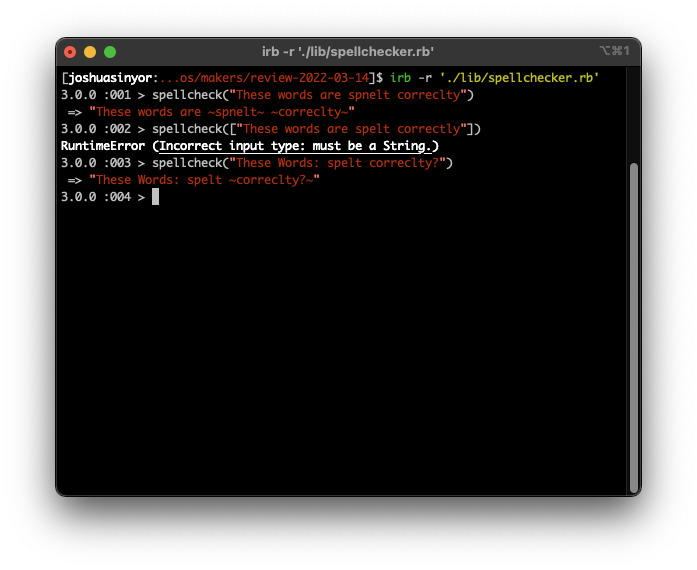 irb -r './lib/spellchecker.rb'
⌥⌘1
[joshuasinyor:...os/makers/review-2022-03-14]$ irb -r './lib/spellchecker.rb'
3.0.0 :001 > spellcheck("These words are spnelt correclty")
=> "These words are ~spnelt~ ~correclty~"
3.0.0 :002 > spellcheck(["These words are spelt correctly"])
RuntimeError (Incorrect input type: must be a String.)
3.0.0 :003 > spellcheck("These Words: spelt correclty?")
=> "These Words: spelt ~correclty?~"
3.0.0 :004 >